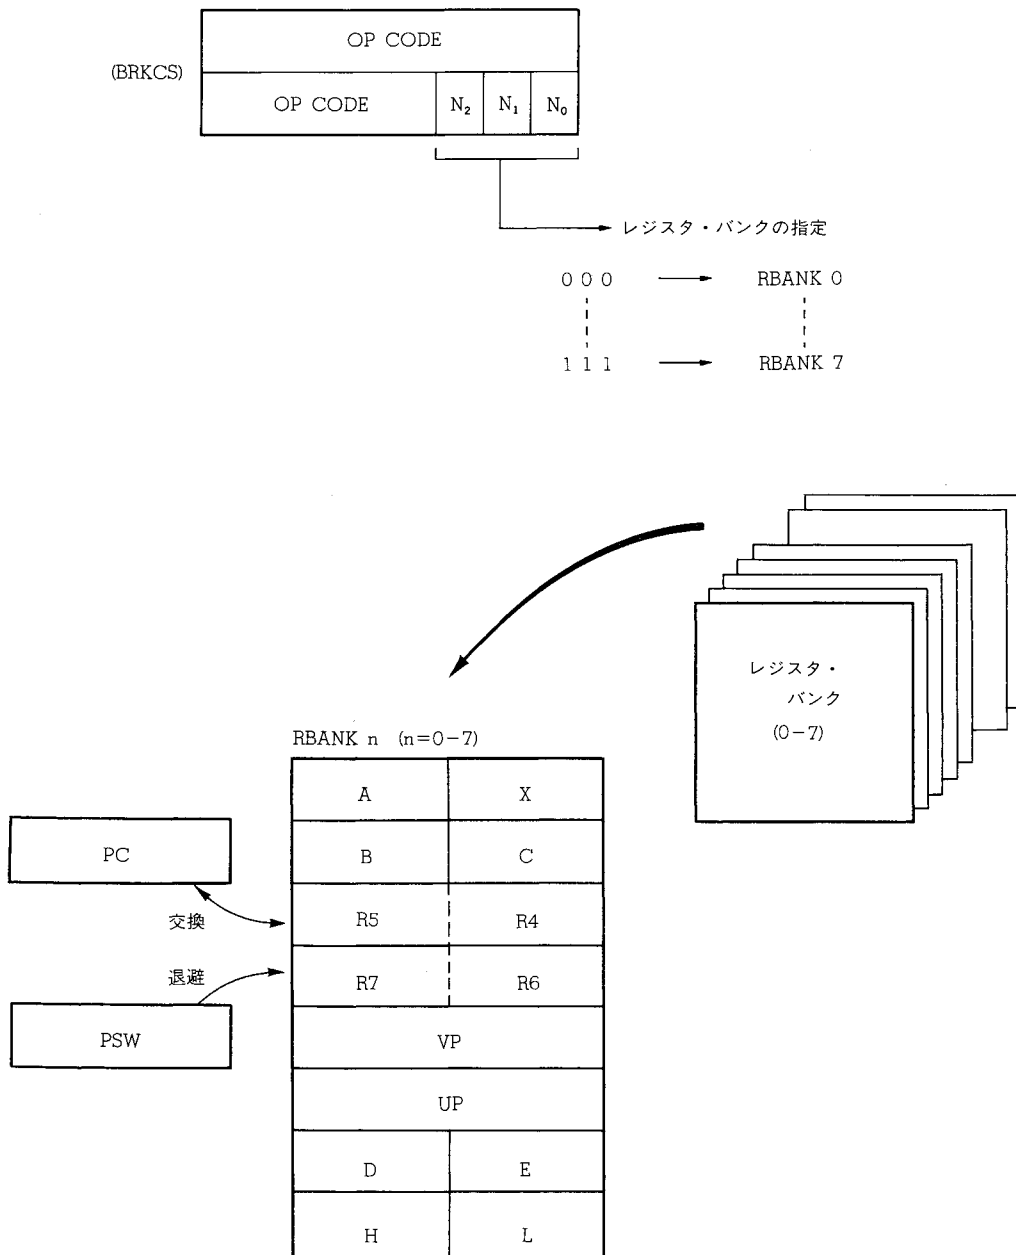 OP CODE
(BRKCS)
OP CODE N₂ N₁ N₀
レジスタ・バンクの指定
0 0 0 RBANK 0
1 1 1 RBANK 7
レジスタ・
バンク
(0-7)
RBANK n (n=0-7)
A X
PC
B C
交換
R5 R4
退避
R7 R6
PSW
VP
UP
D E
H L